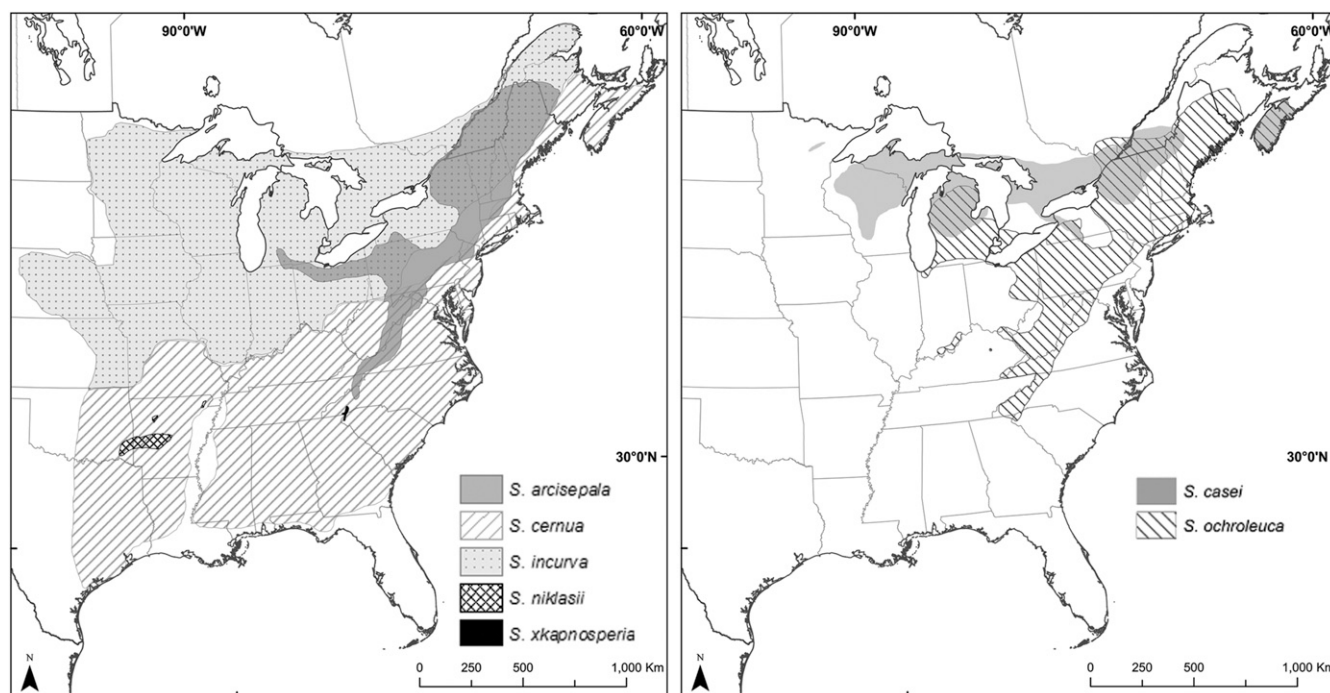 90°0'W
60°0'W
30°0'N
S. arcisepala
S. cernua
S. incurva
S. niklasii
S. xkapnosperia
N
0 250 500 1,000 Km
90°0'W
60°0'W
30°0'N
S. casei
S. ochroleuca
N
0 250 500 1,000 Km